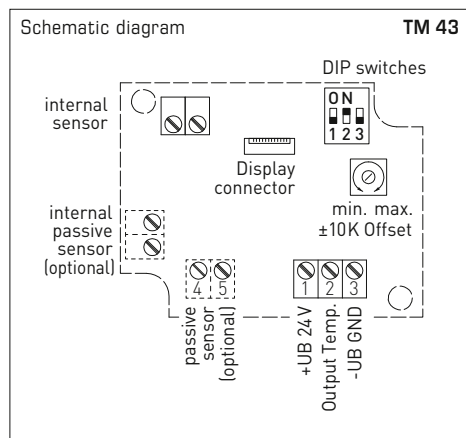 Schematic diagram TM 43
DIP switches
ON
1 2 3
internal
sensor
Display
connector
min. max.
±10K Offset
internal
passive
sensor
(optional)
4 5
1 2 3
passive
sensor
(optional)
+UB 24 V
Output Temp.
-UB GND